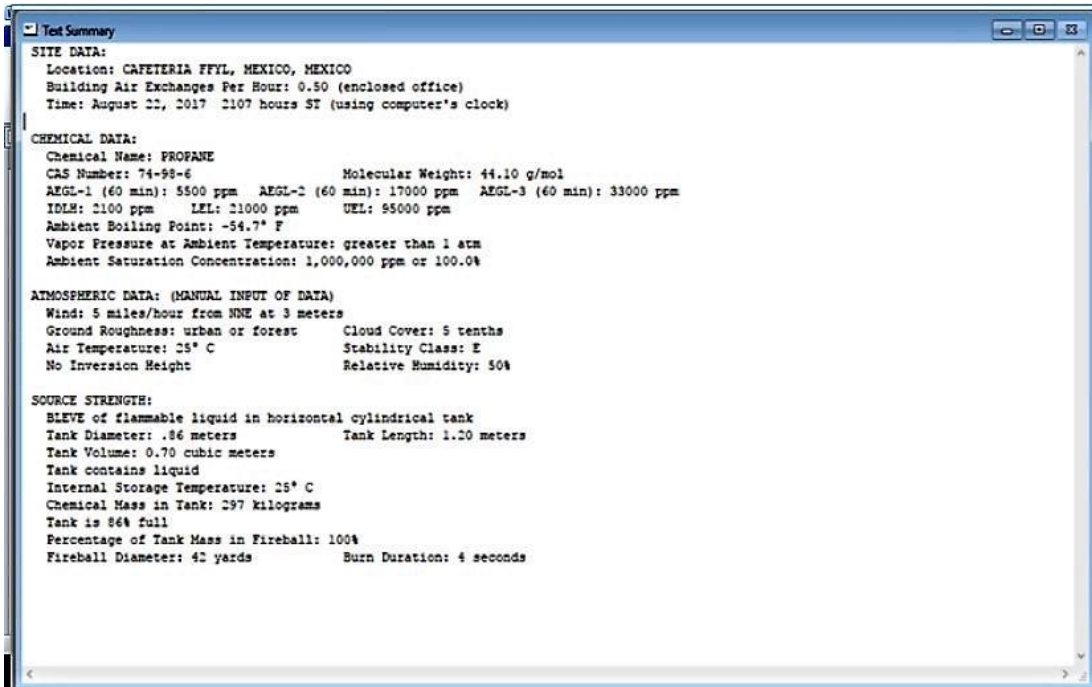 Text Summary
SITE DATA:
Location: CAFETERIA FFYL, MEXICO, MEXICO
Building Air Exchanges Per Hour: 0.50 (enclosed office)
Time: August 22, 2017 2107 hours ST (using computer's clock)
CHEMICAL DATA:
Chemical Name: PROPANE
CAS Number: 74-98-6 Molecular Weight: 44.10 g/mol
AEGL-1 (60 min): 5500 ppm AEGL-2 (60 min): 17000 ppm AEGL-3 (60 min): 33000 ppm
IDLH: 2100 ppm LEL: 21000 ppm UEL: 95000 ppm
Ambient Boiling Point: -54.7° F
Vapor Pressure at Ambient Temperature: greater than 1 atm
Ambient Saturation Concentration: 1,000,000 ppm or 100.0%
ATMOSPHERIC DATA: (MANUAL INPUT OF DATA)
Wind: 5 miles/hour from NNE at 3 meters
Ground Roughness: urban or forest Cloud Cover: 5 tenths
Air Temperature: 25° C Stability Class: E
No Inversion Height Relative Humidity: 50%
SOURCE STRENGTH:
BLEVE of flammable liquid in horizontal cylindrical tank
Tank Diameter: .86 meters Tank Length: 1.20 meters
Tank Volume: 0.70 cubic meters
Tank contains liquid
Internal Storage Temperature: 25° C
Chemical Mass in Tank: 297 kilograms
Tank is 86% full
Percentage of Tank Mass in Fireball: 100%
Fireball Diameter: 42 yards Burn Duration: 4 seconds